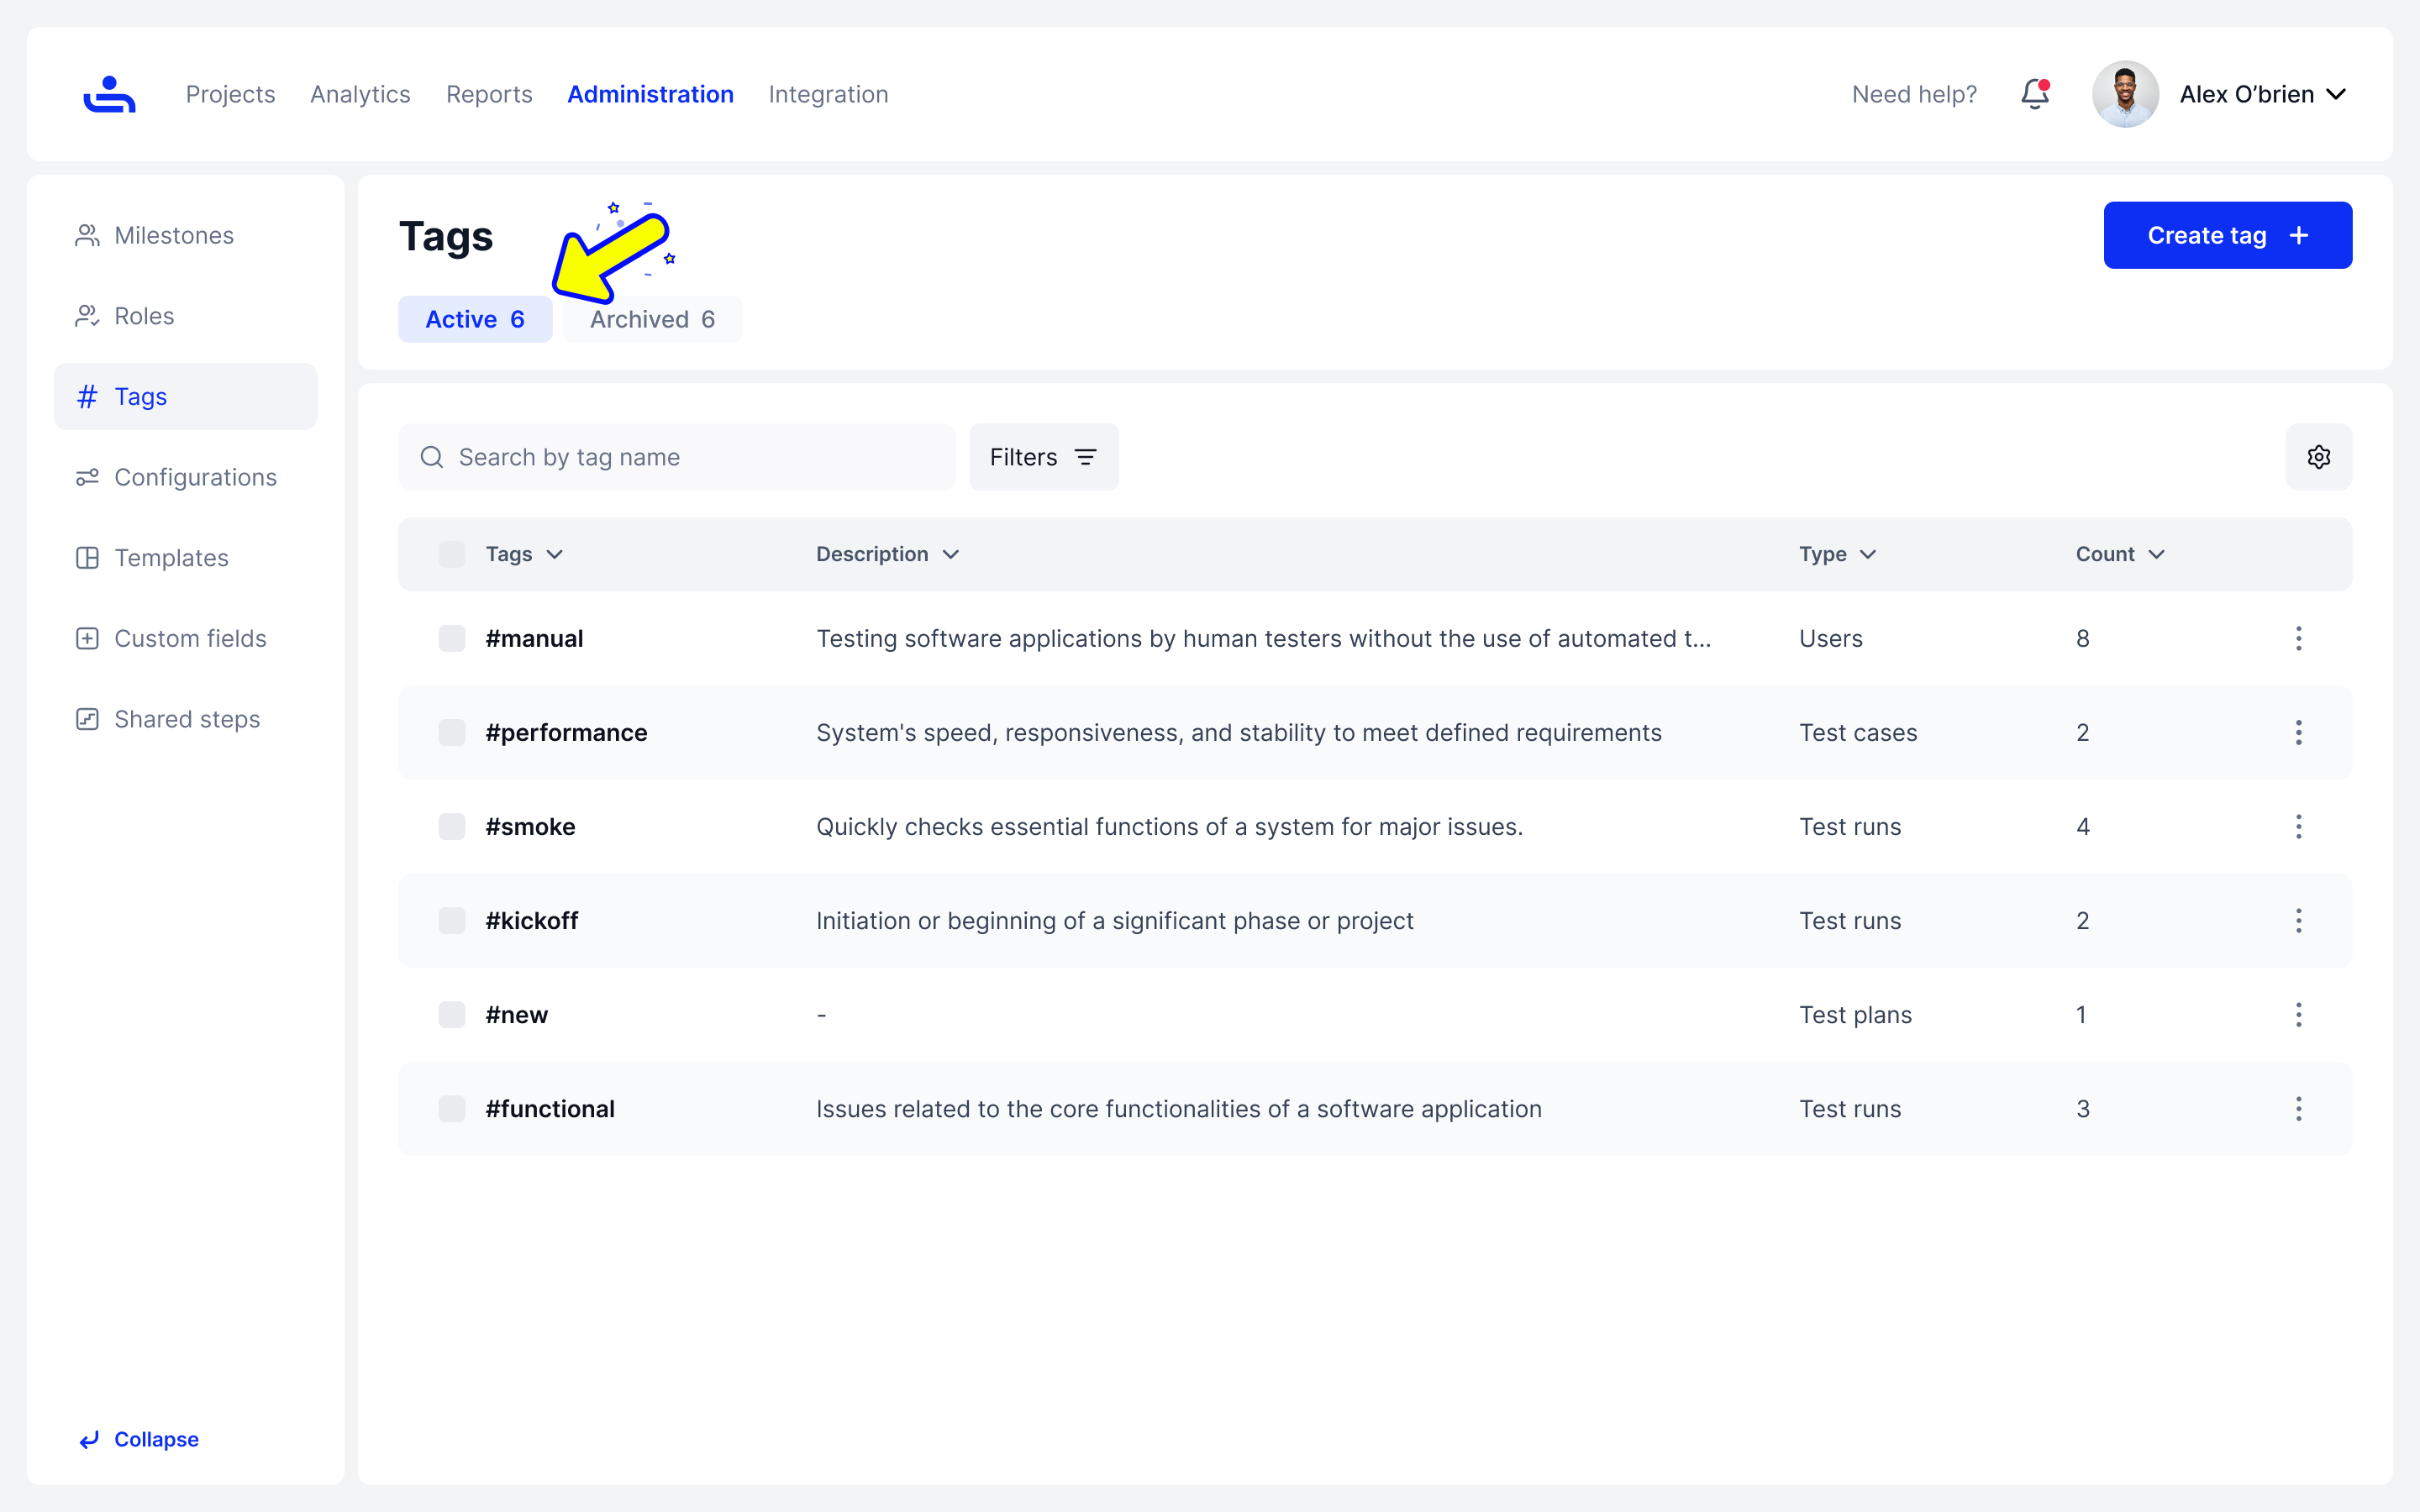 Projects Analytics Reports Administration Integration Need help? Alex O’brien
Milestones
Roles
Tags
Configurations
Templates
Custom fields
Shared steps
Collapse
Tags
Create tag
Active 6 Archived 6
Search by tag name Filters
Tags Description Type Count
#manual Testing software applications by human testers without the use of automated t... Users 8
#performance System's speed, responsiveness, and stability to meet defined requirements Test cases 2
#smoke Quickly checks essential functions of a system for major issues. Test runs 4
#kickoff Initiation or beginning of a significant phase or project Test runs 2
#new - Test plans 1
#functional Issues related to the core functionalities of a software application Test runs 3